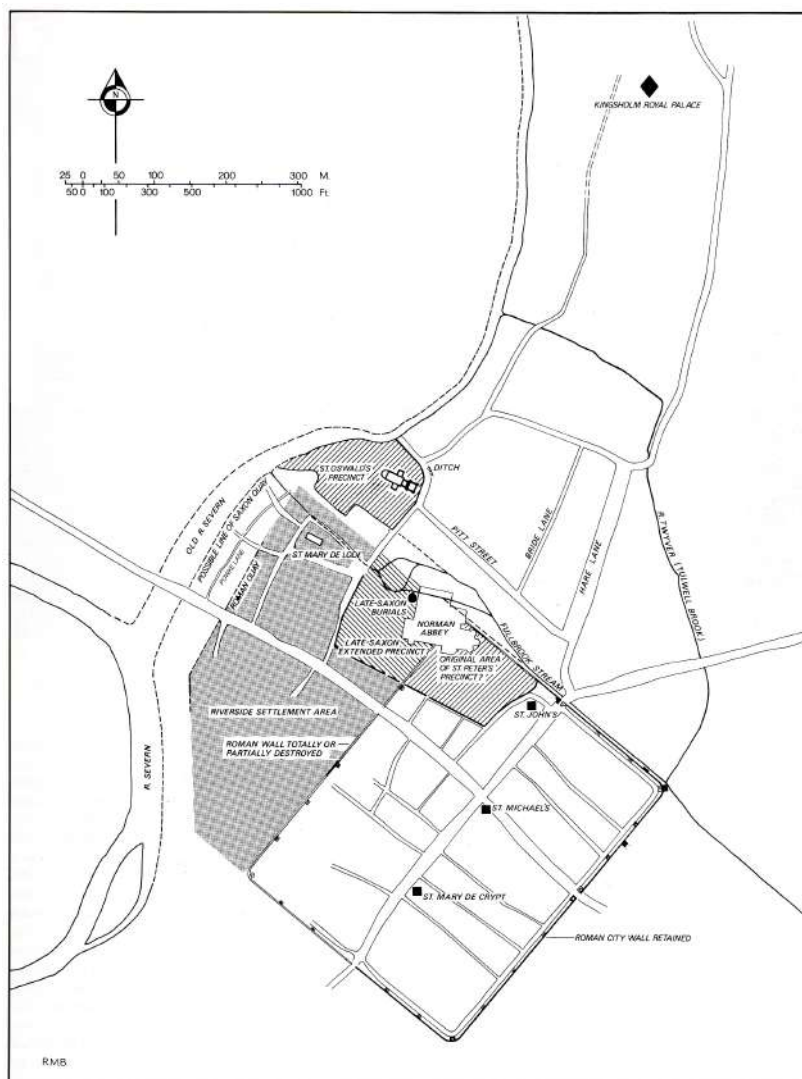 N
KINGSHOLM ROYAL PALACE
25 0 50 100 200 300 M.
50 0 100 300 500 1000 Ft.
ST. OSWALD'S
PRECINCT
DITCH
OLD R. SEVERN
POSSIBLE LINE OF SAXON QUAY
PITT STREET
BRIDE LANE
HARE LANE
R. TWYVER (TULWELL BROOK)
ST MARY DE LODE
ROMAN QUAY
LATE-SAXON
BURIALS
NORMAN
ABBEY
FULLBROOK STREAM
LATE-SAXON
EXTENDED PRECINCT?
ORIGINAL AREA
OF ST. PETER'S
PRECINCT?
RIVERSIDE SETTLEMENT AREA
ST. JOHN'S
ROMAN WALL TOTALLY OR
PARTIALLY DESTROYED
R. SEVERN
ST. MICHAEL'S
ST. MARY DE CRYPT
ROMAN CITY WALL RETAINED
RMB